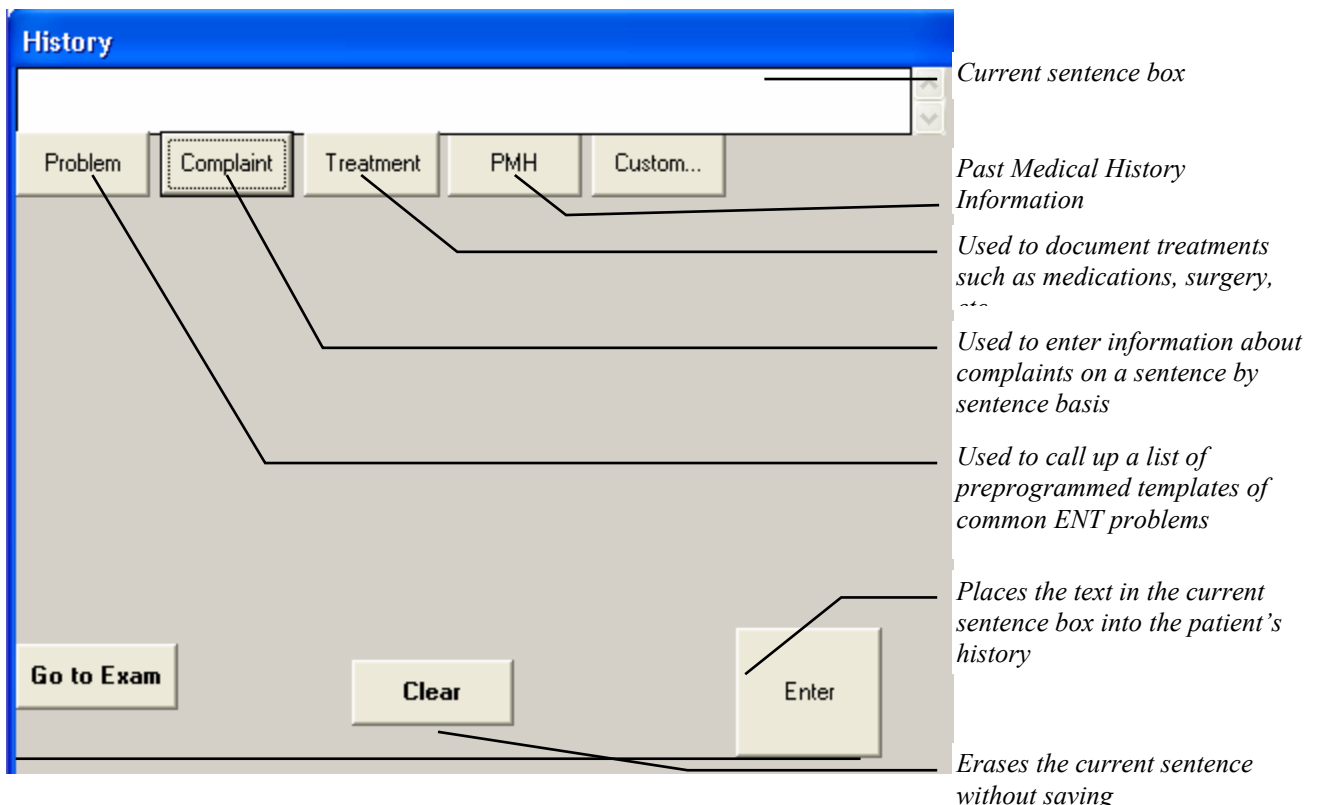 History
Current sentence box
Problem
Complaint
Treatment
PMH
Custom...
Past Medical History
Information
Used to document treatments
such as medications, surgery,
etc
Used to enter information about
complaints on a sentence by
sentence basis
Used to call up a list of
preprogrammed templates of
common ENT problems
Places the text in the current
sentence box into the patient's
history
Go to Exam
Clear
Enter
Erases the current sentence
without saving